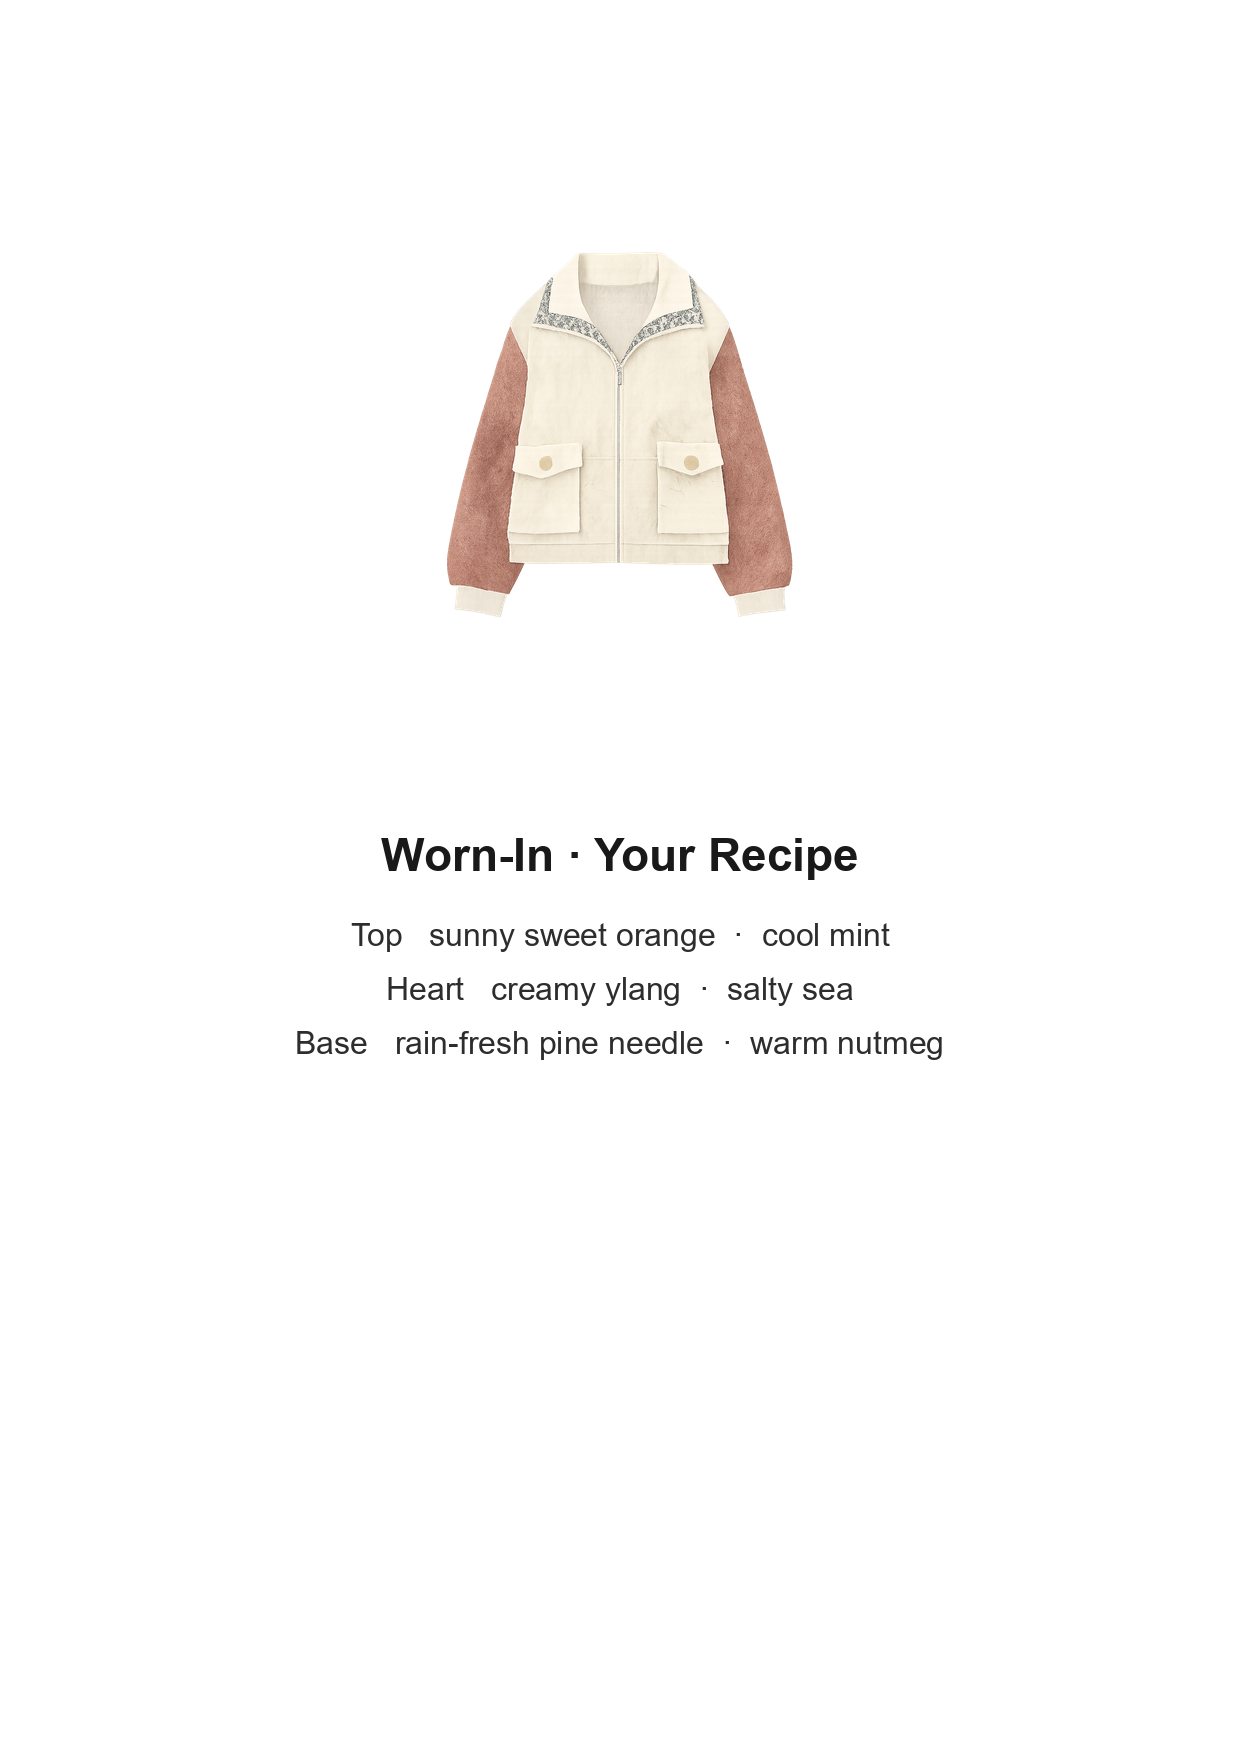 Worn-In · Your Recipe
Top sunny sweet orange · cool mint
Heart creamy ylang · salty sea
Base rain-fresh pine needle · warm nutmeg